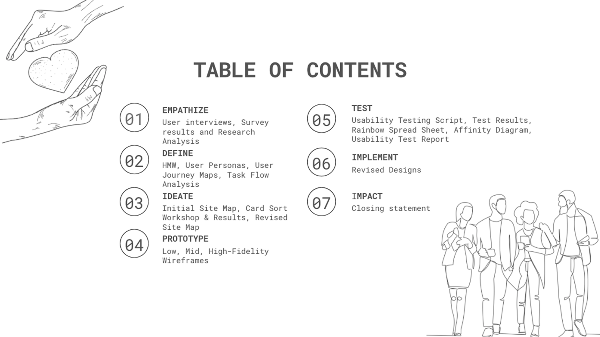 TABLE OF CONTENTS
01
EMPATHIZE
User interviews, Survey
results and Research
Analysis
02
DEFINE
HMW, User Personas, User
Journey Maps, Task Flow
Analysis
03
IDEATE
Initial Site Map, Card Sort
Workshop & Results, Revised
Site Map
04
PROTOTYPE
Low, Mid, High-Fidelity
Wireframes
05
TEST
Usability Testing Script, Test Results,
Rainbow Spread Sheet, Affinity Diagram,
Usability Test Report
06
IMPLEMENT
Revised Designs
07
IMPACT
Closing statement